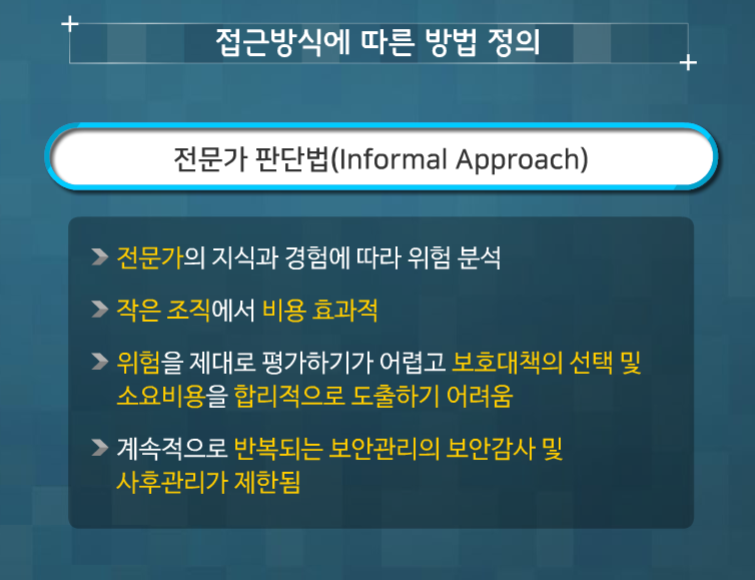 접근방식에 따른 방법 정의
전문가 판단법(Informal Approach)
전문가의 지식과 경험에 따라 위험 분석
작은 조직에서 비용 효과적
위험을 제대로 평가하기가 어렵고 보호대책의 선택 및
소요비용을 합리적으로 도출하기 어려움
계속적으로 반복되는 보안관리의 보안감사 및
사후관리가 제한됨